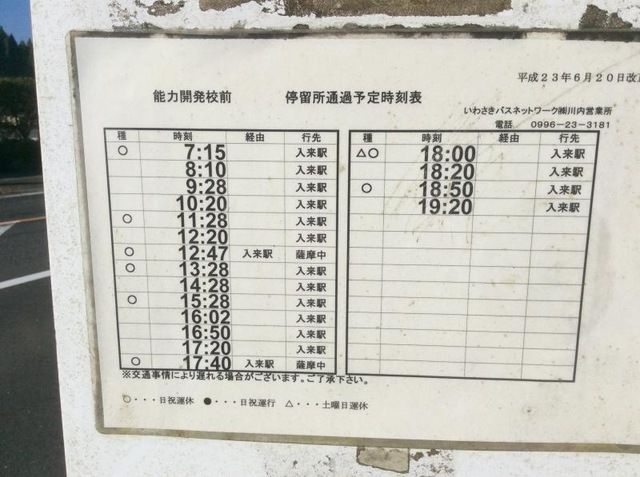 平成23年6月20日改
能力開発校前　停留所通過予定時刻表
いわさきバスネットワーク㈱川内営業所
電話 0996-23-3181
種 時刻 経由 行先
○ 7:15 入来駅
8:10 入来駅
9:28 入来駅
10:20 入来駅
○ 11:28 入来駅
12:20 入来駅
○ 12:47 入来駅 薩摩中
○ 13:28 入来駅
14:28 入来駅
○ 15:28 入来駅
16:02 入来駅
16:50 入来駅
17:20 入来駅
○ 17:40 入来駅 薩摩中
種 時刻 経由 行先
△○ 18:00 入来駅
18:20 入来駅
○ 18:50 入来駅
19:20 入来駅
※交通事情により遅れる場合がございます。ご了承下さい。
○・・・日祝運休 ●・・・日祝運行 △・・・土曜日運休